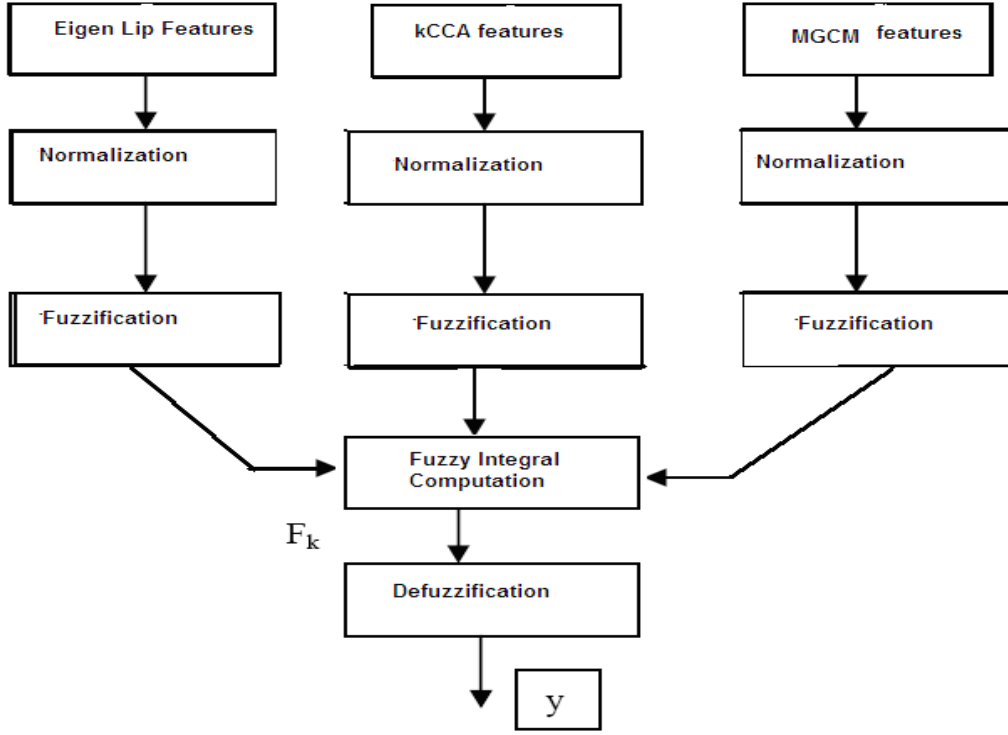 Eigen Lip Features
kCCA features
MGCM features
Normalization
Normalization
Normalization
Fuzzification
Fuzzification
Fuzzification
Fuzzy Integral
Computation
Fk
Defuzzification
y